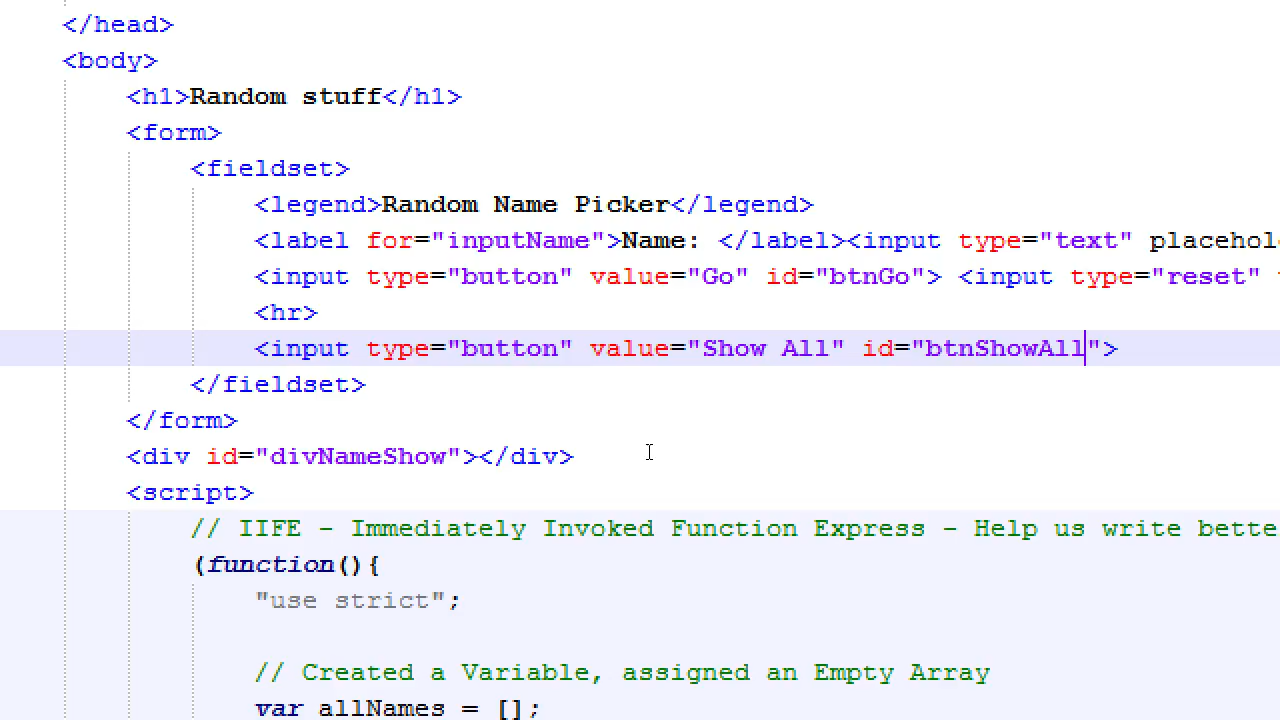 </head>
<body>
<h1>Random stuff</h1>
<form>
<fieldset>
<legend>Random Name Picker</legend>
<label for="inputName">Name: </label><input type="text"
<input type="button" value="Go" id="btnGo"> <input type="reset"
<hr>
<input type="button" value="Show All" id="btnShowAll">
</fieldset>
</form>
<div id="divNameShow"></div>
<script>
// IIFE - Immediately Invoked Function Express - Help us write
(function(){
"use strict";
// Created a Variable, assigned an Empty Array
var allNames = [];